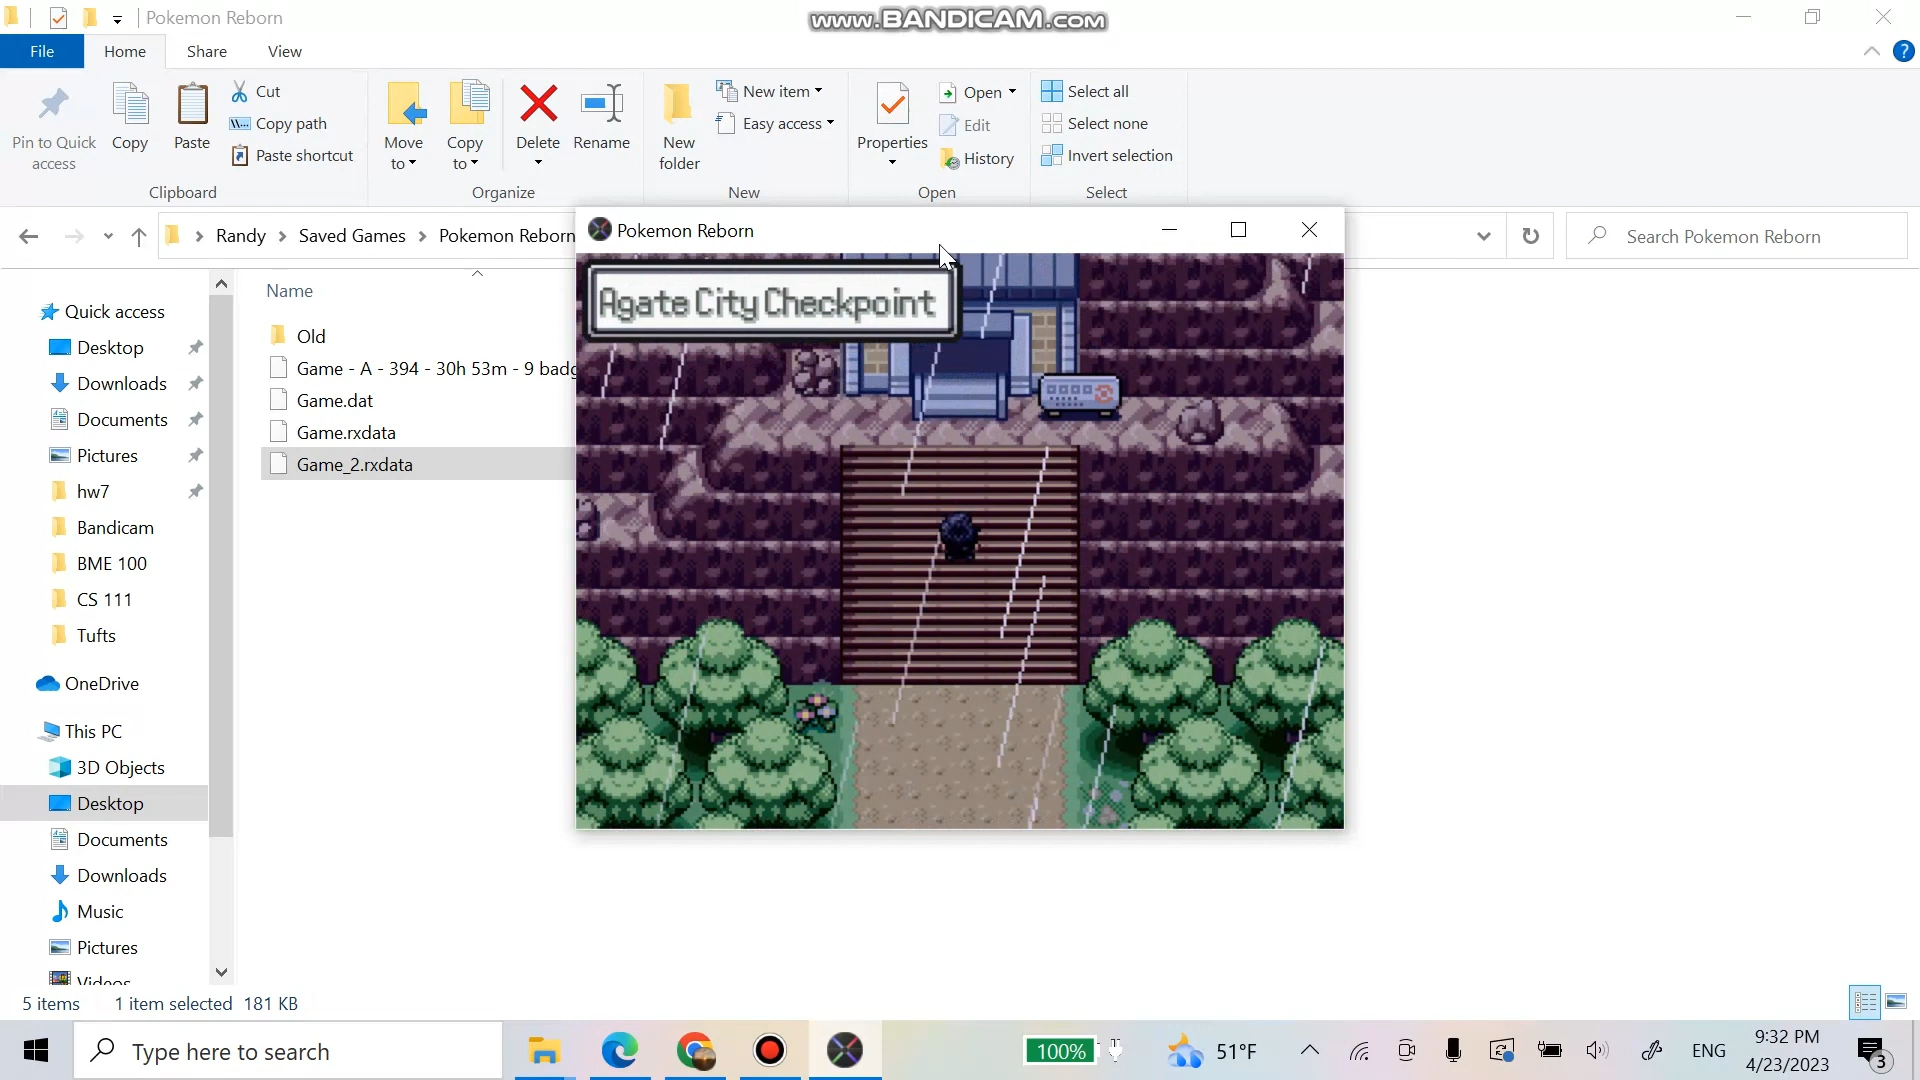 Pokemon Reborn
www.BANDICAM.com
File
Home
Share
View
Pin to Quick access
Copy
Paste
Cut
Copy path
Paste shortcut
Clipboard
Move to
Copy to
Delete
Rename
Organize
New folder
New item
Easy access
New
Properties
Open
Edit
History
Open
Select all
Select none
Invert selection
Select
Randy
Saved Games
Pokemon Reborn
Search Pokemon Reborn
Pokemon Reborn
Agate City Checkpoint
Quick access
Desktop
Downloads
Documents
Pictures
hw7
Bandicam
BME 100
CS 111
Tufts
OneDrive
This PC
3D Objects
Desktop
Documents
Downloads
Music
Pictures
Videos
Name
Old
Game - A - 394 - 30h 53m - 9 badg
Game.dat
Game.rxdata
Game_2.rxdata
5 items
1 item selected 181 KB
Type here to search
100%
51°F
ENG
9:32 PM
4/23/2023
3